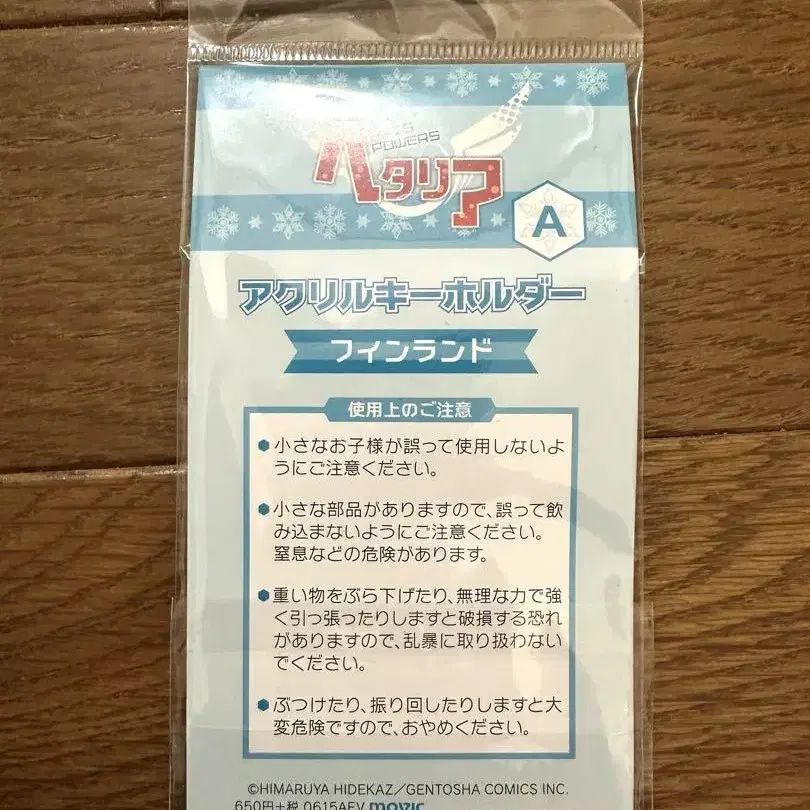 POWERS
ヘタリア
A
アクリルキーホルダー
フィンランド
使用上のご注意
小さなお子様が誤って使用しないよ
うにご注意ください。
小さな部品がありますので、誤って飲
み込まないようにご注意ください。
窒息などの危険があります。
重い物をぶら下げたり、無理な力で強
く引っ張ったりしますと破損する恐れ
がありますので、乱暴に取り扱わない
でください。
ぶつけたり、振り回したりしますと大
変危険ですので、おやめください。
©HIMARUYA HIDEKAZ／GENTOSHA COMICS INC.
650円+税 0615AEV movic